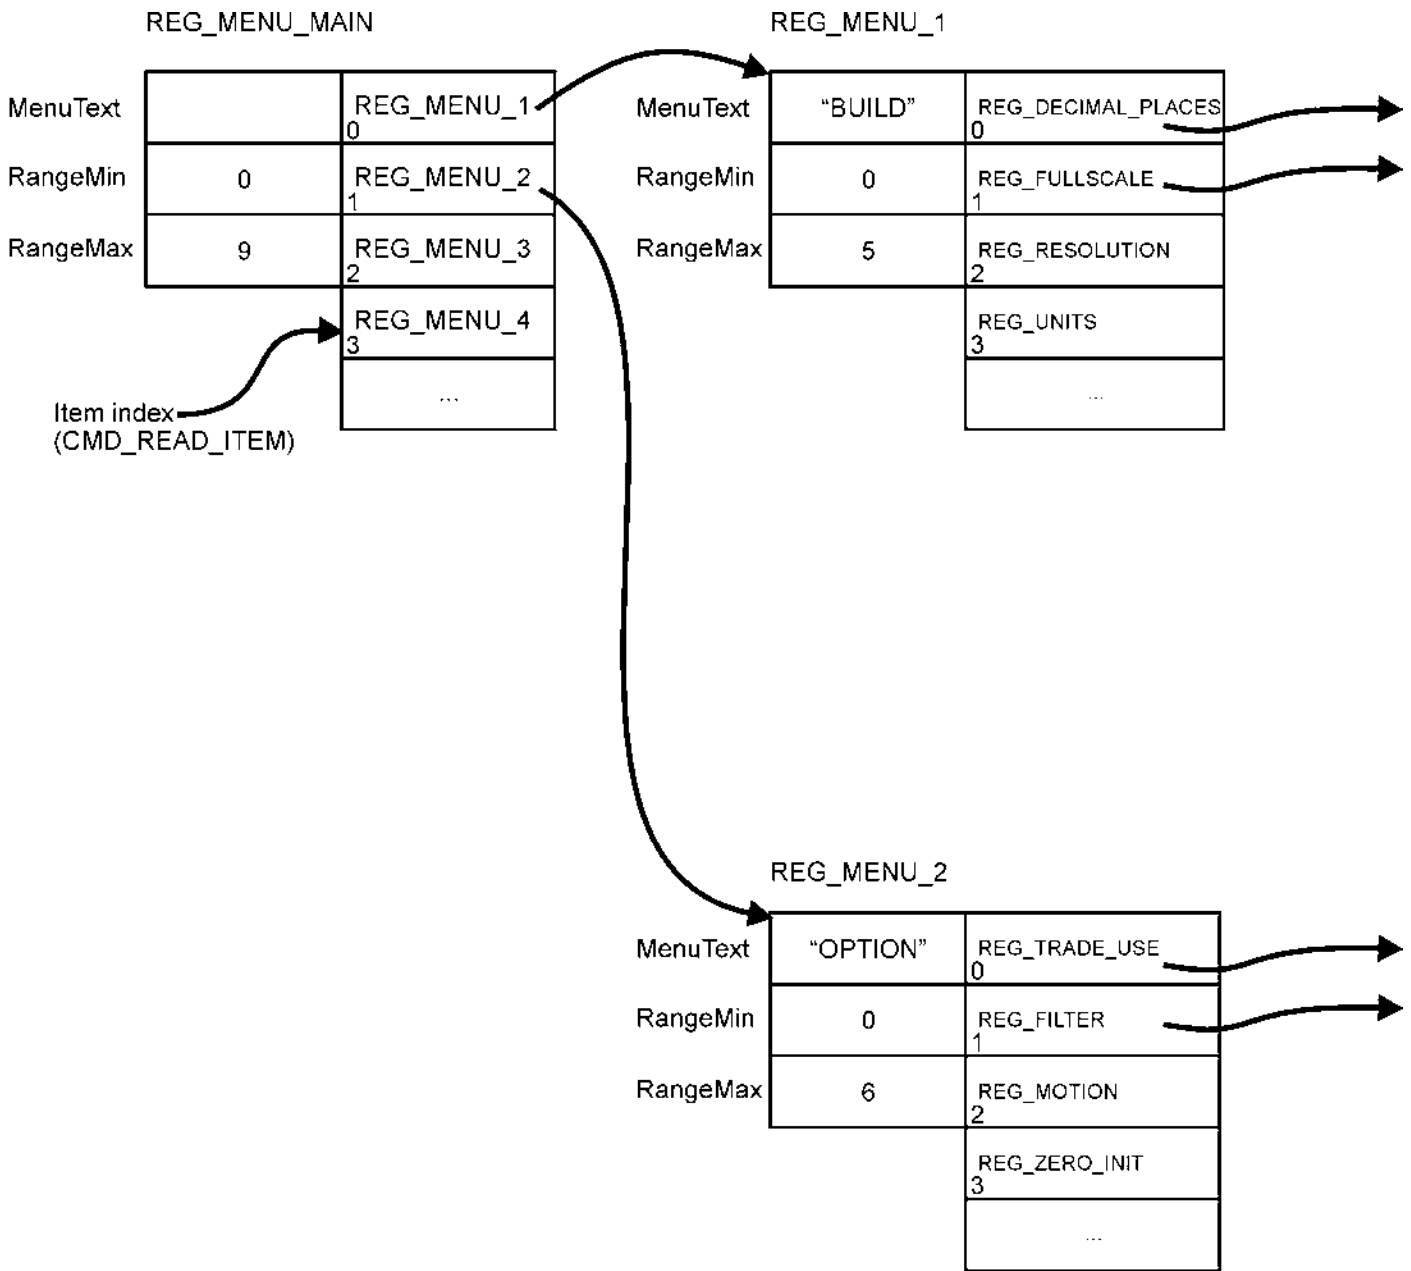 REG_MENU_MAIN
MenuText REG_MENU_1
0
RangeMin 0 REG_MENU_2
1
RangeMax 9 REG_MENU_3
2
REG_MENU_4
3
...
Item index
(CMD_READ_ITEM)
REG_MENU_1
MenuText “BUILD” REG_DECIMAL_PLACES
0
RangeMin 0 REG_FULLSCALE
1
RangeMax 5 REG_RESOLUTION
2
REG_UNITS
3
...
REG_MENU_2
MenuText “OPTION” REG_TRADE_USE
0
RangeMin 0 REG_FILTER
1
RangeMax 6 REG_MOTION
2
REG_ZERO_INIT
3
...